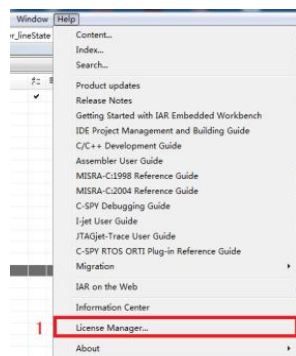 Window Help
er_lineState
Content...
Index...
Search...
Product updates
Release Notes
Getting Started with IAR Embedded Workbench
IDE Project Management and Building Guide
C/C++ Development Guide
Assembler User Guide
MISRA-C:1998 Reference Guide
MISRA-C:2004 Reference Guide
C-SPY Debugging Guide
I-jet User Guide
JTAGjet-Trace User Guide
C-SPY RTOS ORTI Plug-in Reference Guide
Migration
IAR on the Web
Information Center
1 License Manager...
About